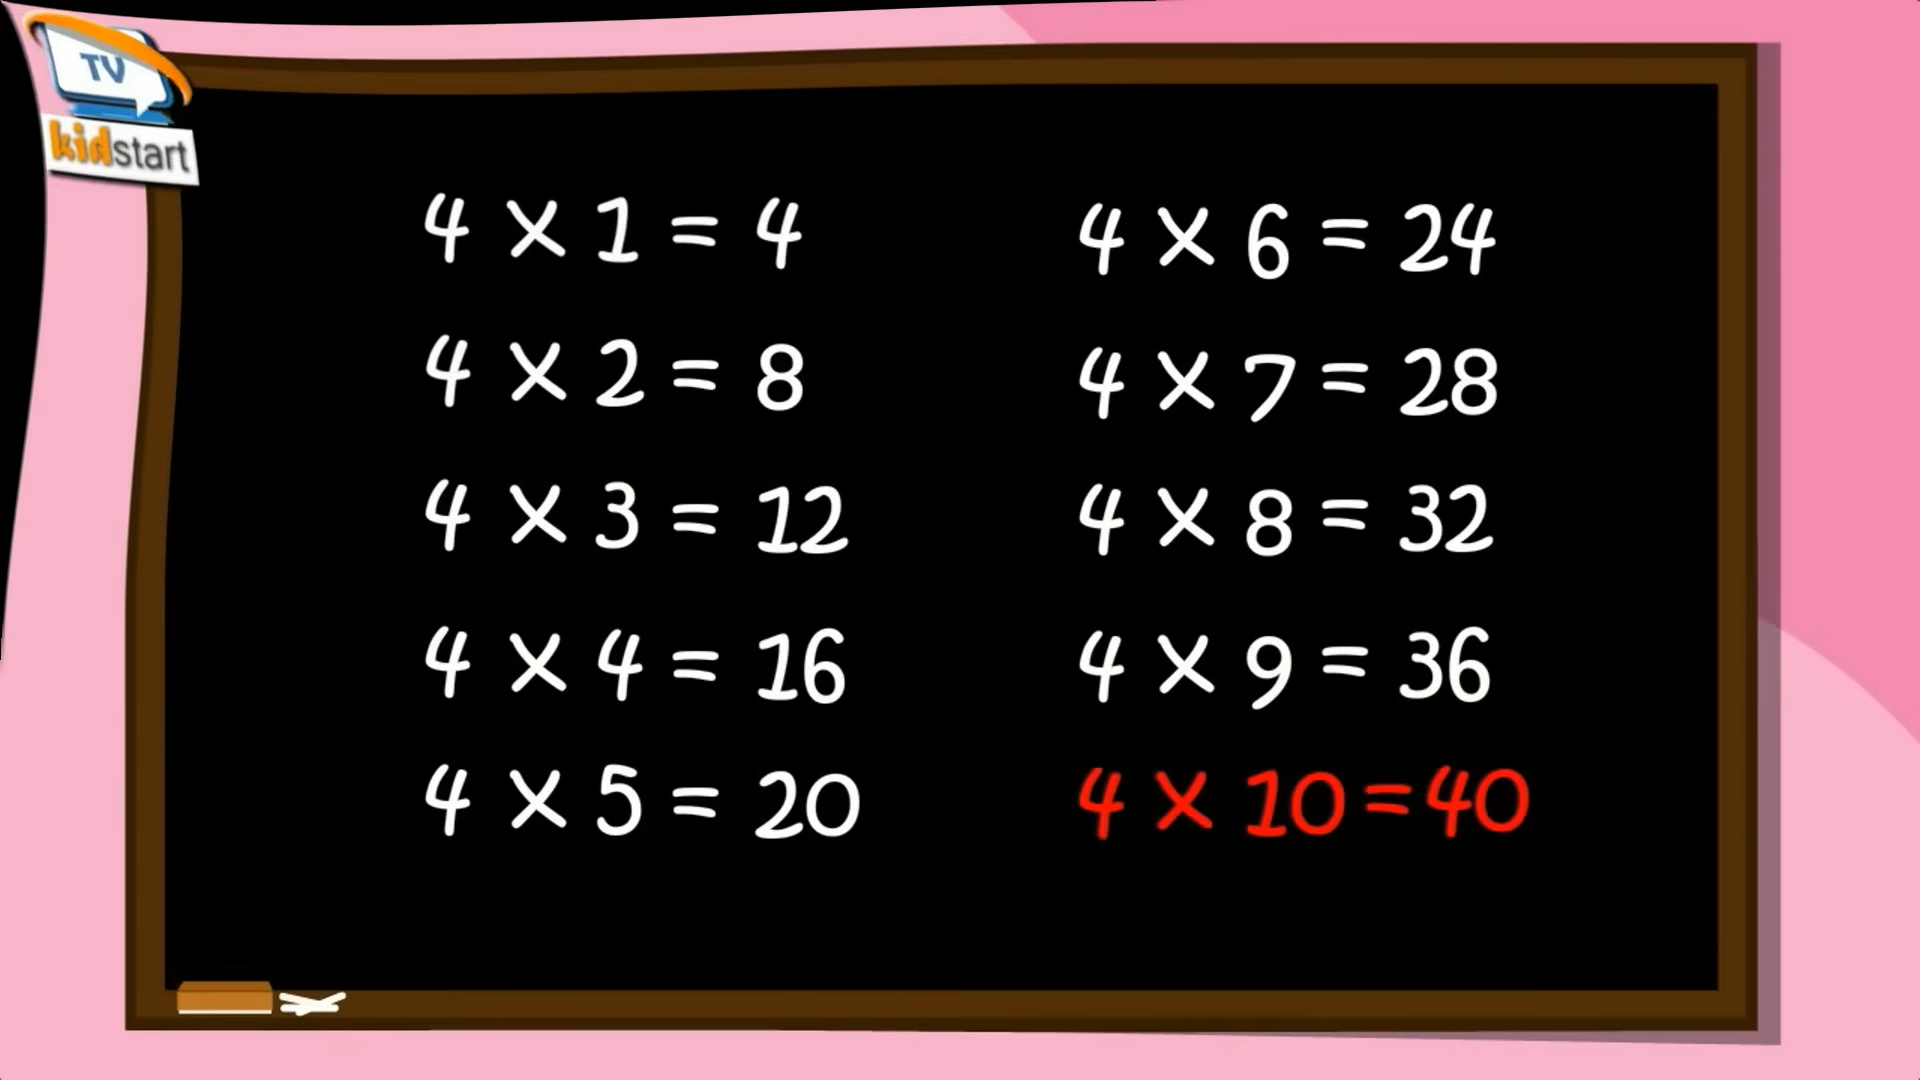 TV
kidstart
4 × 1 = 4
4 × 2 = 8
4 × 3 = 12
4 × 4 = 16
4 × 5 = 20
4 × 6 = 24
4 × 7 = 28
4 × 8 = 32
4 × 9 = 36
4 × 10 = 40